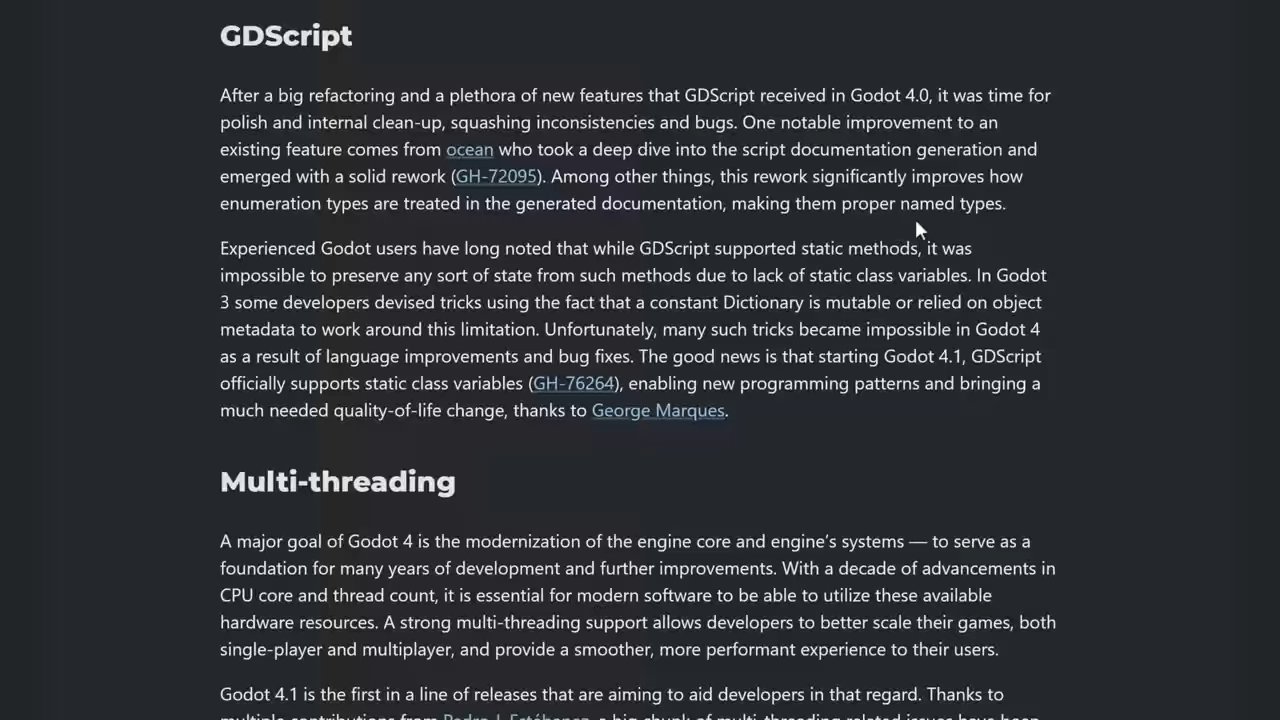 GDScript
After a big refactoring and a plethora of new features that GDScript received in Godot 4.0, it was time for
polish and internal clean-up, squashing inconsistencies and bugs. One notable improvement to an
existing feature comes from ocean who took a deep dive into the script documentation generation and
emerged with a solid rework (GH-72095). Among other things, this rework significantly improves how
enumeration types are treated in the generated documentation, making them proper named types.
Experienced Godot users have long noted that while GDScript supported static methods, it was
impossible to preserve any sort of state from such methods due to lack of static class variables. In Godot
3 some developers devised tricks using the fact that a constant Dictionary is mutable or relied on object
metadata to work around this limitation. Unfortunately, many such tricks became impossible in Godot 4
as a result of language improvements and bug fixes. The good news is that starting Godot 4.1, GDScript
officially supports static class variables (GH-76264), enabling new programming patterns and bringing a
much needed quality-of-life change, thanks to George Marques.
Multi-threading
A major goal of Godot 4 is the modernization of the engine core and engine's systems — to serve as a
foundation for many years of development and further improvements. With a decade of advancements in
CPU core and thread count, it is essential for modern software to be able to utilize these available
hardware resources. A strong multi-threading support allows developers to better scale their games, both
single-player and multiplayer, and provide a smoother, more performant experience to their users.
Godot 4.1 is the first in a line of releases that are aiming to aid developers in that regard. Thanks to
multiple contributions from Pedro J. Estébanez, a big chunk of multi-threading related issues have been